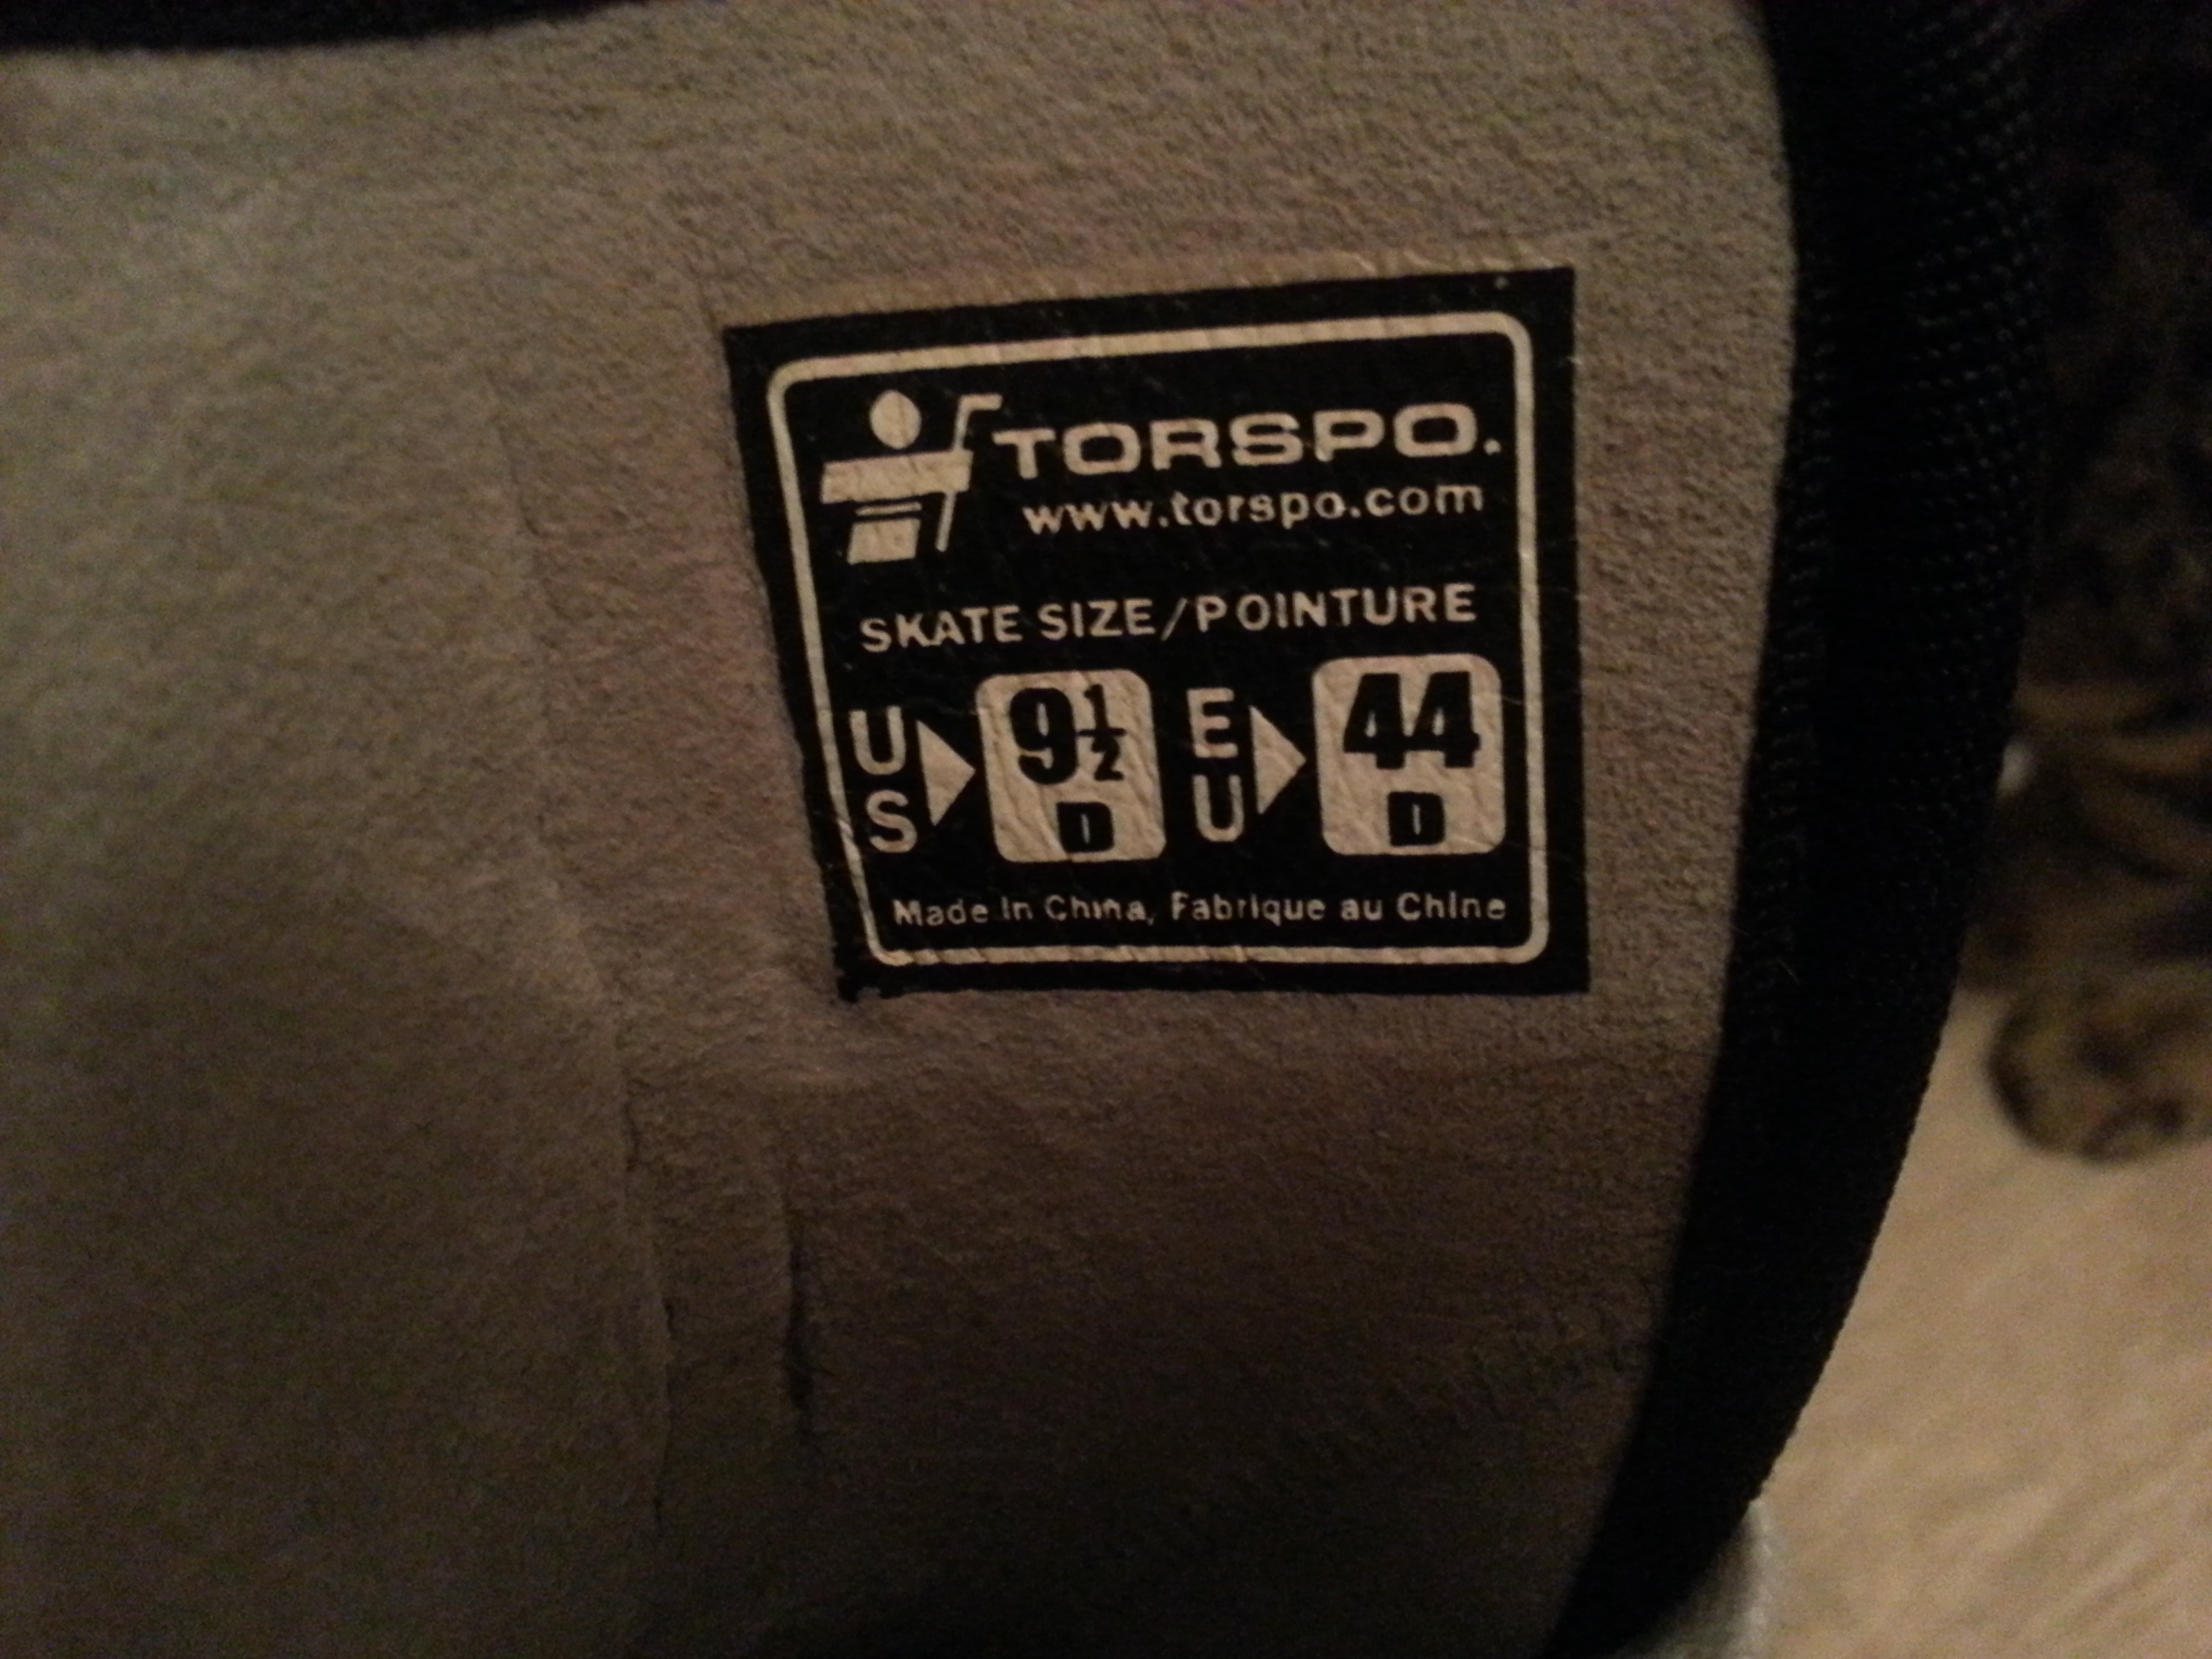 TORSPO.
www.torspo.com
SKATE SIZE/POINTURE
US 9½ D EU 44 D
Made In China, Fabrique au Chine